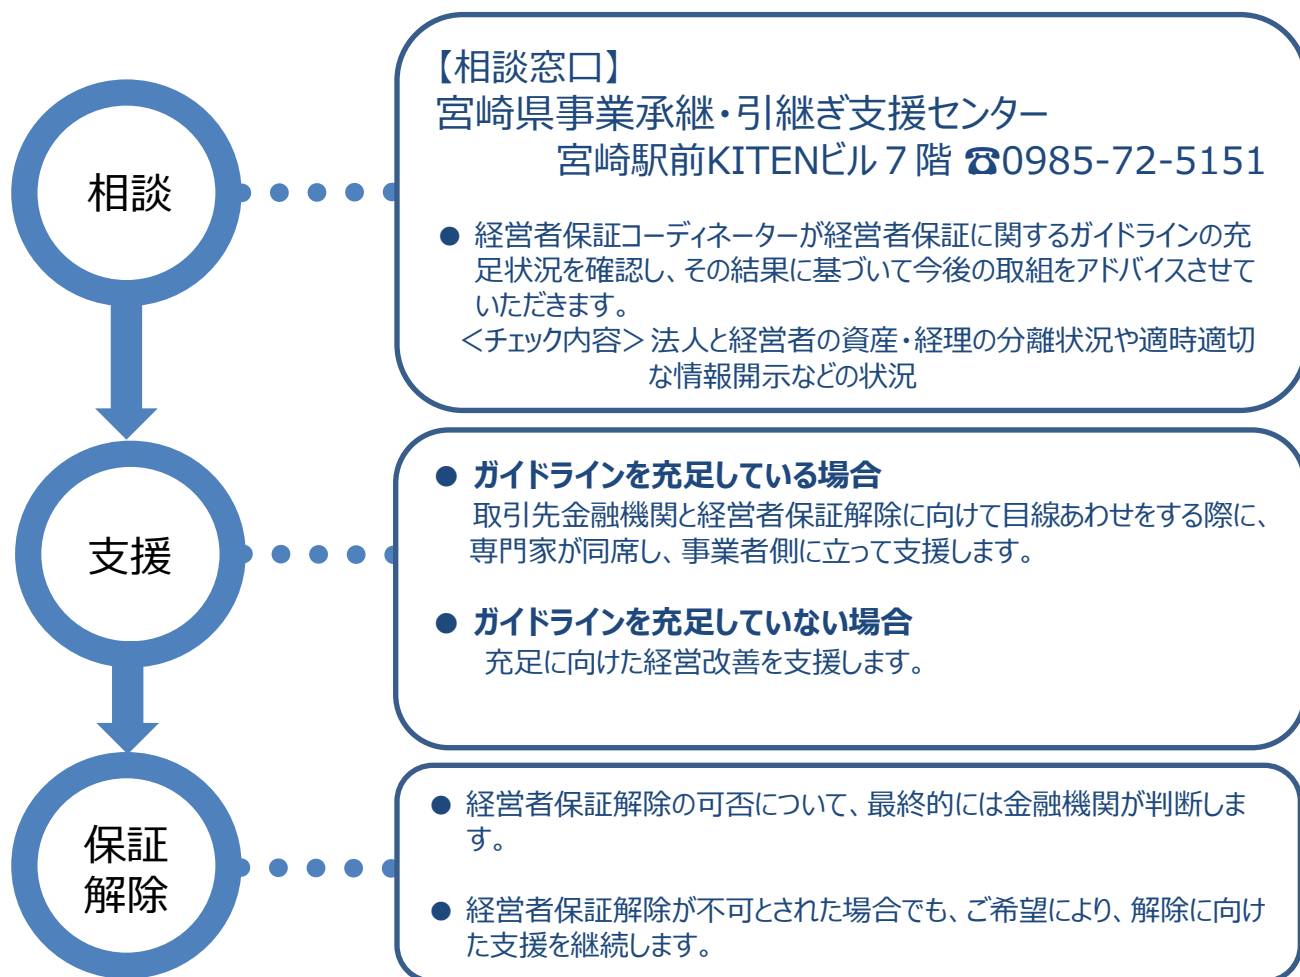 相談
【相談窓口】
宮崎県事業承継・引継ぎ支援センター
宮崎駅前KITENビル７階 ☎0985-72-5151
● 経営者保証コーディネーターが経営者保証に関するガイドラインの充
足状況を確認し、その結果に基づいて今後の取組をアドバイスさせて
いただきます。
＜チェック内容＞ 法人と経営者の資産・経理の分離状況や適時適切
な情報開示などの状況
支援
● ガイドラインを充足している場合
取引先金融機関と経営者保証解除に向けて目線あわせをする際に、
専門家が同席し、事業者側に立って支援します。
● ガイドラインを充足していない場合
充足に向けた経営改善を支援します。
保証
解除
● 経営者保証解除の可否について、最終的には金融機関が判断しま
す。
● 経営者保証解除が不可とされた場合でも、ご希望により、解除に向け
た支援を継続します。